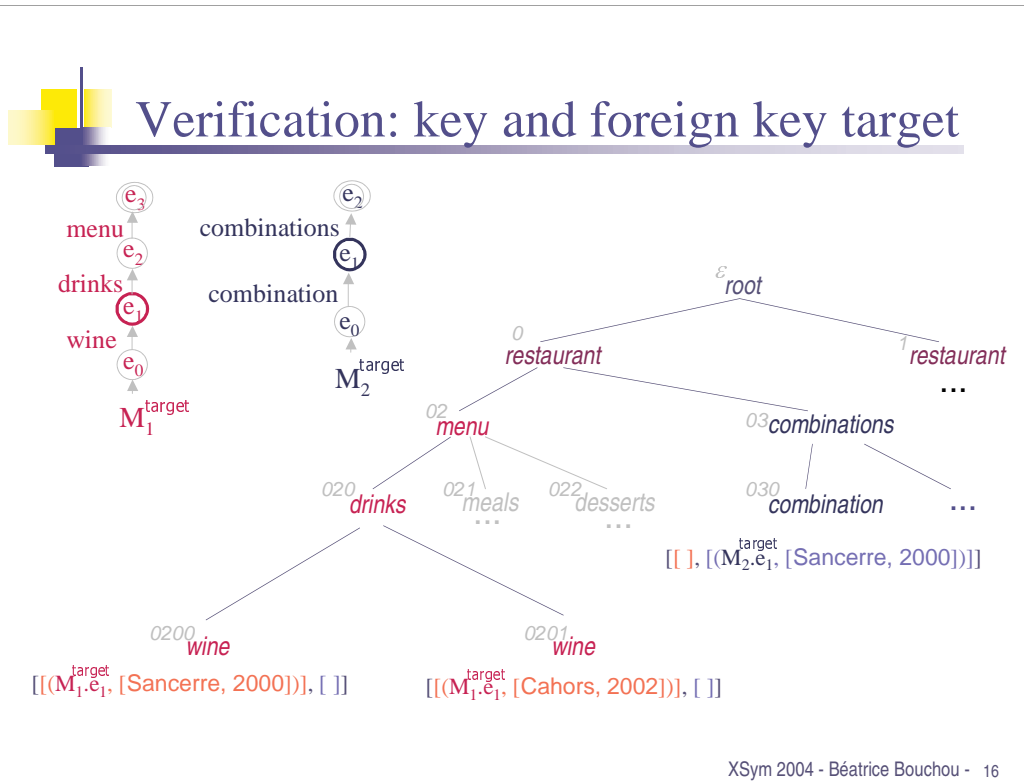 Verification: key and foreign key target
e3
menu
e2
drinks
e1
wine
e0
M1target
e2
combinations
e1
combination
e0
M2target
ε root
0 restaurant
1 restaurant
...
02 menu
03 combinations
020 drinks
021 meals
...
022 desserts
...
030 combination
...
[[ ], [(M2target.e1, [Sancerre, 2000])]]
0200 wine
0201 wine
[[(M1target.e1, [Sancerre, 2000])], [ ]]
[[(M1target.e1, [Cahors, 2002])], [ ]]
XSym 2004 - Béatrice Bouchou - 16